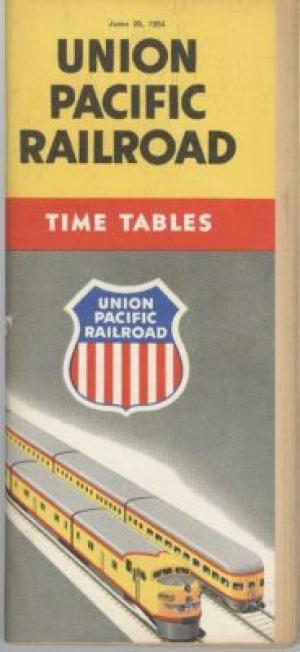 June 20, 1954
UNION
PACIFIC
RAILROAD
TIME TABLES
UNION
PACIFIC
RAILROAD